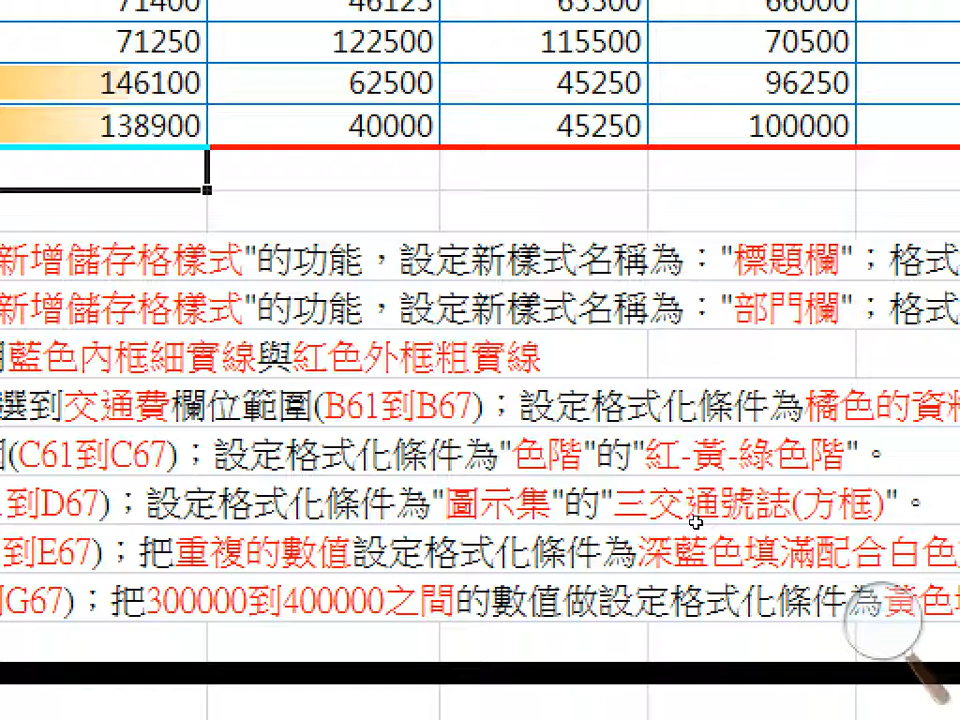 71400 46125 63500 66000
71250 122500 115500 70500
146100 62500 45250 96250
138900 40000 45250 100000
新增儲存格樣式"的功能，設定新樣式名稱為："標題欄"；格式
新增儲存格樣式"的功能，設定新樣式名稱為："部門欄"；格式
藍色內框細實線與紅色外框粗實線
選到交通費欄位範圍(B61到B67)；設定格式化條件為橘色的資料
(C61到C67)；設定格式化條件為"色階"的"紅-黃-綠色階"。
到D67)；設定格式化條件為"圖示集"的"三交通號誌(方框)"。
到E67)；把重複的數值設定格式化條件為深藍色填滿配合白色
G67)；把300000到400000之間的數值做設定格式化條件為黃色